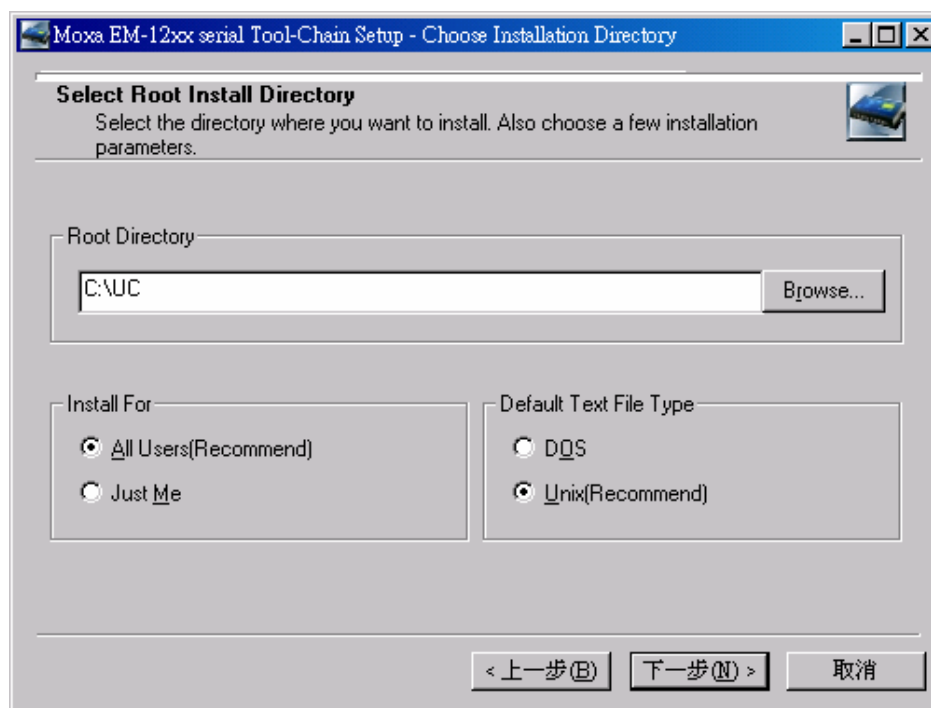 Moxa EM-12xx serial Tool-Chain Setup - Choose Installation Directory
Select Root Install Directory
Select the directory where you want to install. Also choose a few installation
parameters.
Root Directory
C:\UC
Browse...
Install For
All Users(Recommend)
Just Me
Default Text File Type
DOS
Unix(Recommend)
<上一步(B)
下一步(N)>
取消